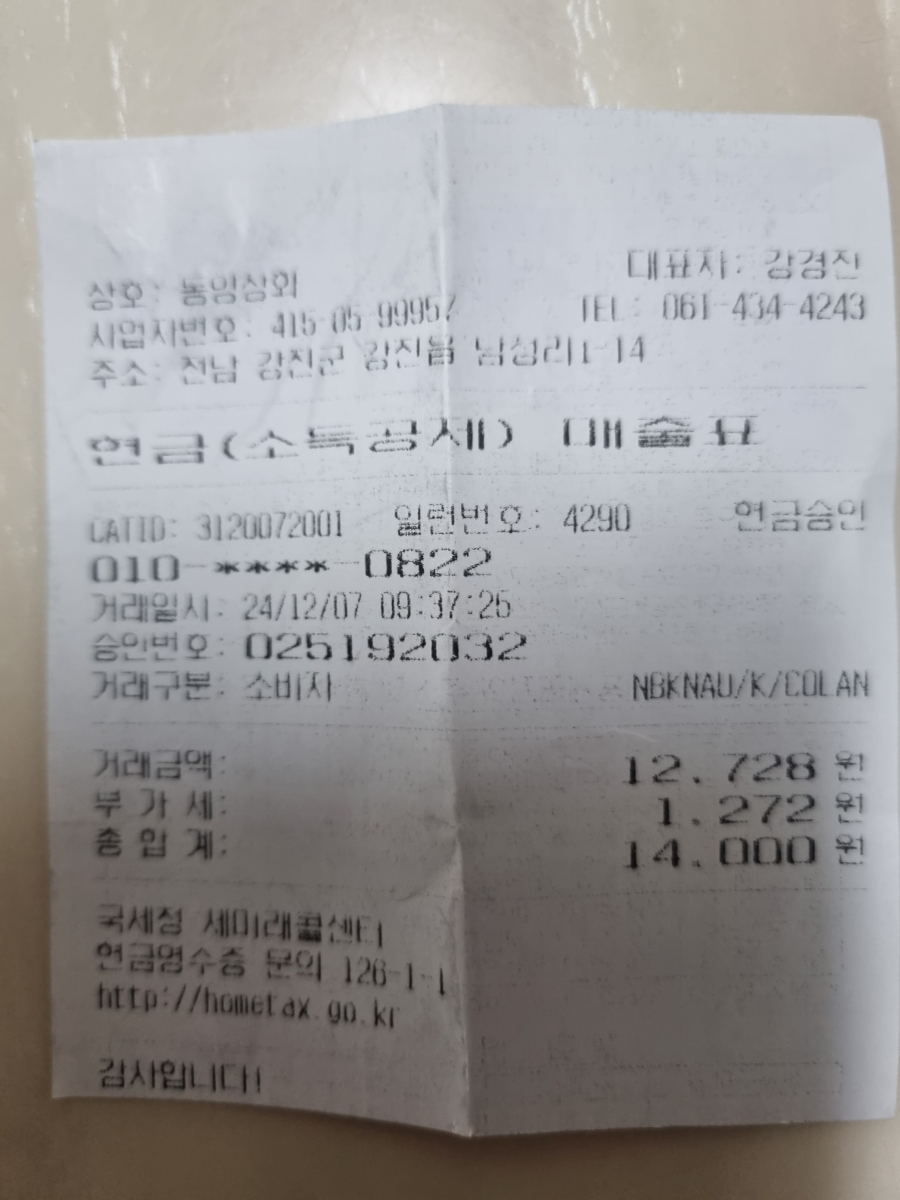 대표자: 강경진
상호: 동양상회
사업자번호: 415-05-99957 TEL: 061-434-4243
주소: 전남 강진군 강진읍 남성리1-14
현금(소득공제) 매출표
CATID: 3120072001 일련번호: 4290 현금승인
010-****-0822
거래일시: 24/12/07 09:37:25
승인번호: 025192032
거래구분: 소비자 NBKNAU/K/COLAN
거래금액: 12.728 원
부 가 세: 1.272 원
총 합 계: 14.000 원
국세청 세미래콜센터
현금영수증 문의 126-1-1
http://hometax.go.kr
감사합니다!